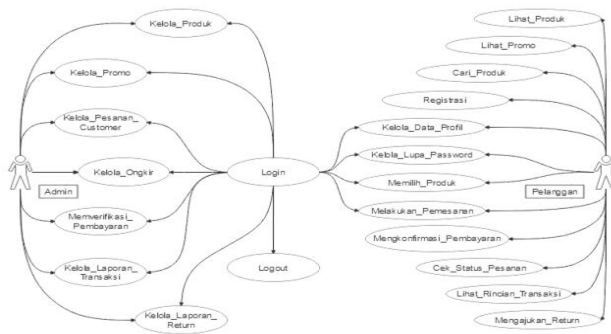 Kelola_Produk
Kelola_Promo
Kelola_Pesanan_
Customer
Kelola_Ongkir
Admin
Memverifikasi_
Pembayaran
Kelola_Laporan_
Transaksi
Kelola_Laporan_
Return
Login
Logout
Lihat_Produk
Lihat_Promo
Cari_Produk
Registrasi
Kelola_Data_Profil
Kelola_Lupa_Password
Memilih_Produk
Pelanggan
Melakukan_Pemesanan
Mengkonfirmasi_Pembayaran
Cek_Status_Pesanan
Lihat_Rincian_Transaksi
Mengajukan_Return